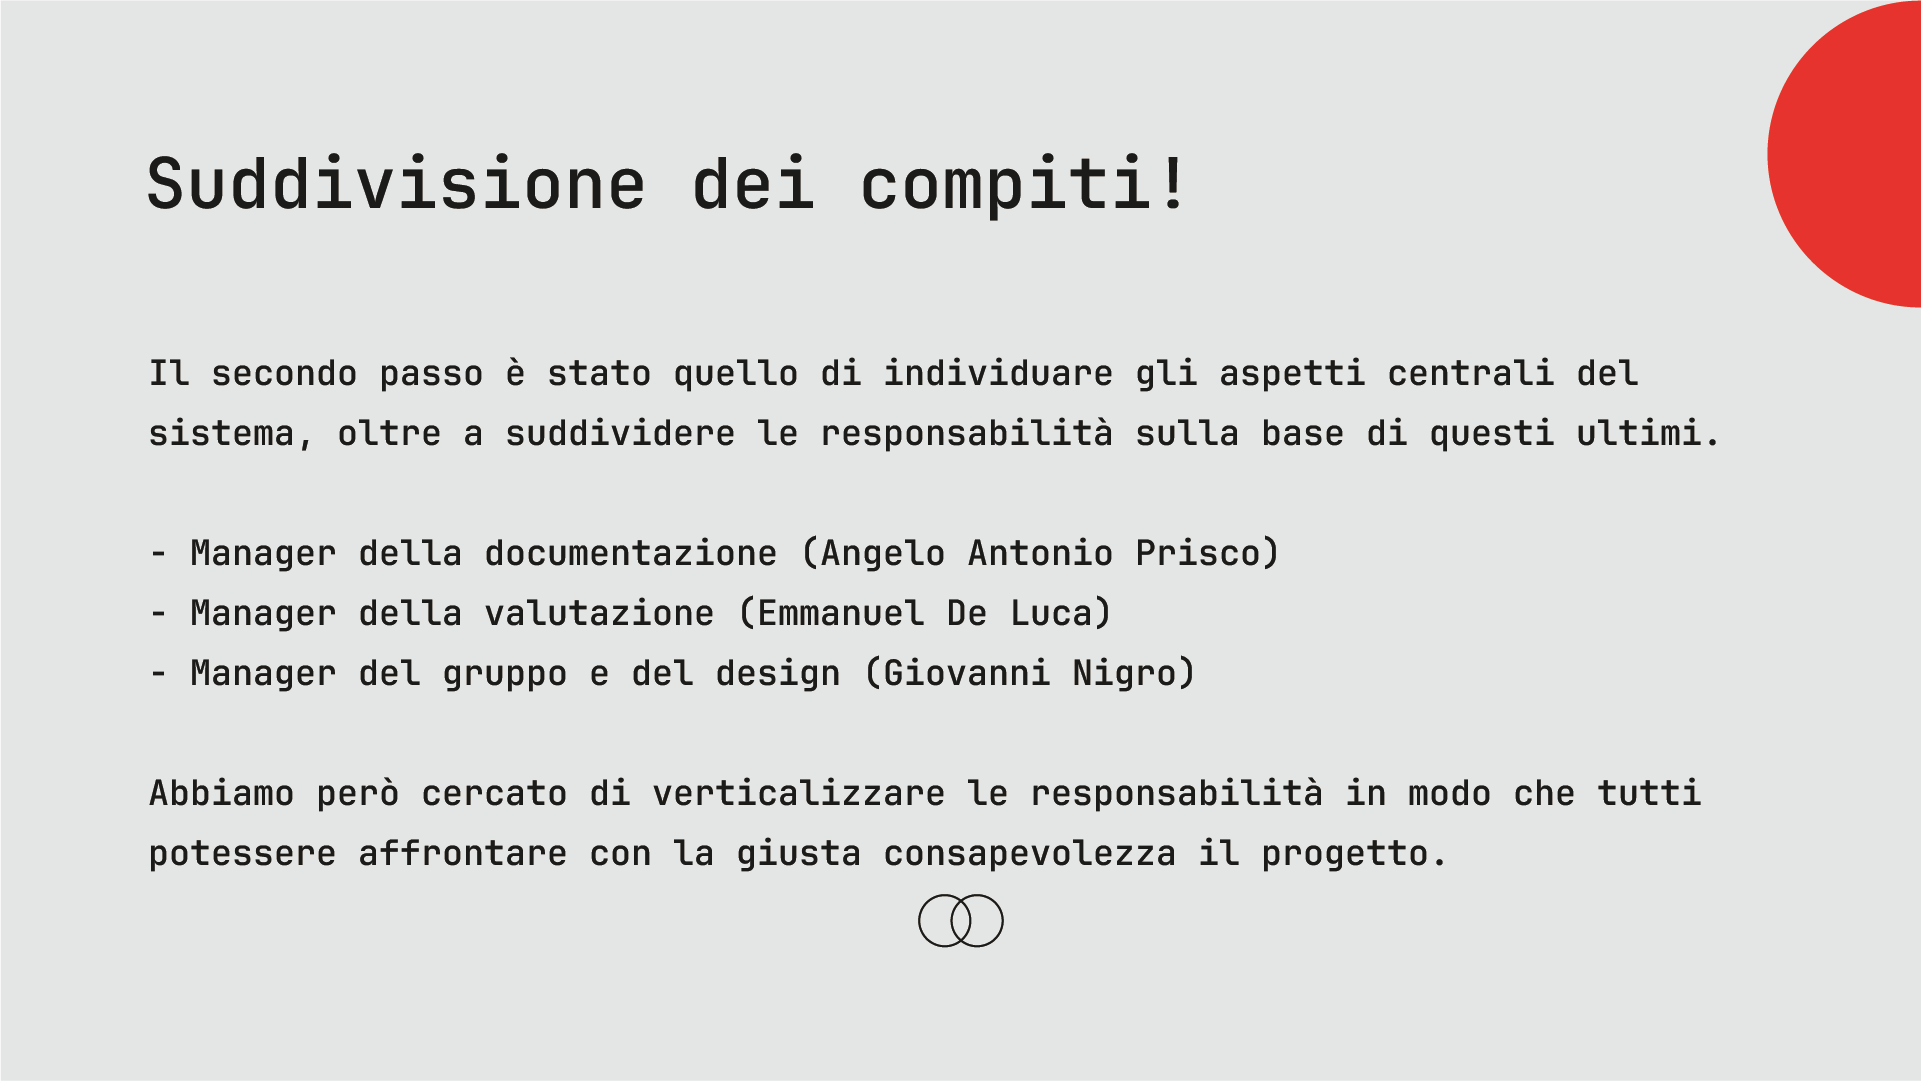 Suddivisione dei compiti!
Il secondo passo è stato quello di individuare gli aspetti centrali del
sistema, oltre a suddividere le responsabilità sulla base di questi ultimi.
- Manager della documentazione (Angelo Antonio Prisco)
- Manager della valutazione (Emmanuel De Luca)
- Manager del gruppo e del design (Giovanni Nigro)
Abbiamo però cercato di verticalizzare le responsabilità in modo che tutti
potessere affrontare con la giusta consapevolezza il progetto.